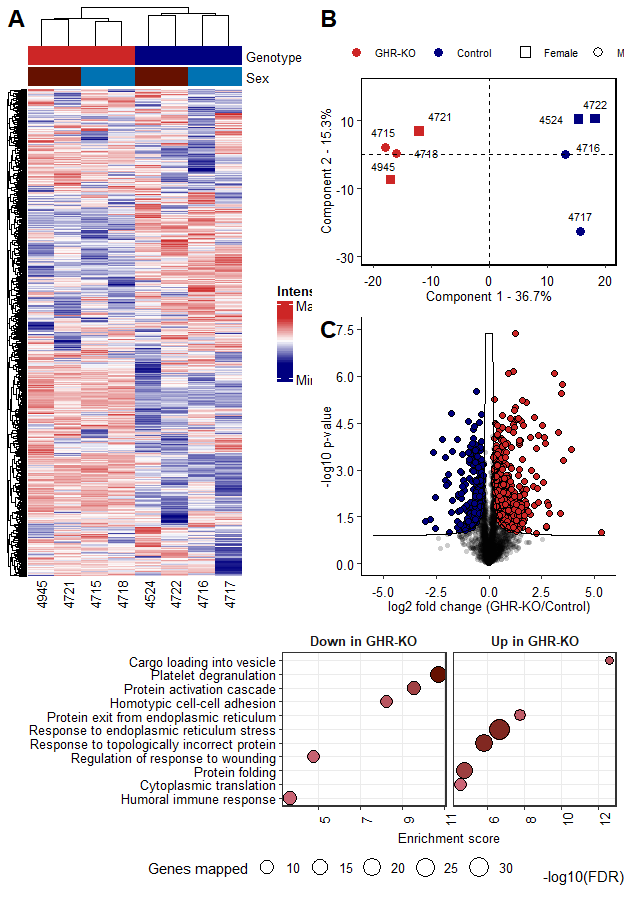 A
Genotype
Sex
4945
4721
4715
4718
4524
4722
4716
4717
Intens
Ma
Min
B
GHR-KO
Control
Female
M
4721
4715
4718
4945
4524
4722
4716
4717
Component 2 - 15.3%
10
-10
-30
-20
-10
0
10
20
Component 1 - 36.7%
C
-log10 p-value
7.5
6.0
4.5
3.0
1.5
0.0
-5.0
-2.5
0.0
2.5
5.0
log2 fold change (GHR-KO/Control)
Down in GHR-KO
Up in GHR-KO
Cargo loading into vesicle
Platelet degranulation
Protein activation cascade
Homotypic cell-cell adhesion
Protein exit from endoplasmic reticulum
Response to endoplasmic reticulum stress
Response to topologically incorrect protein
Regulation of response to wounding
Protein folding
Cytoplasmic translation
Humoral immune response
5
7
9
11
6
8
10
12
Enrichment score
Genes mapped
10
15
20
25
30
-log10(FDR)